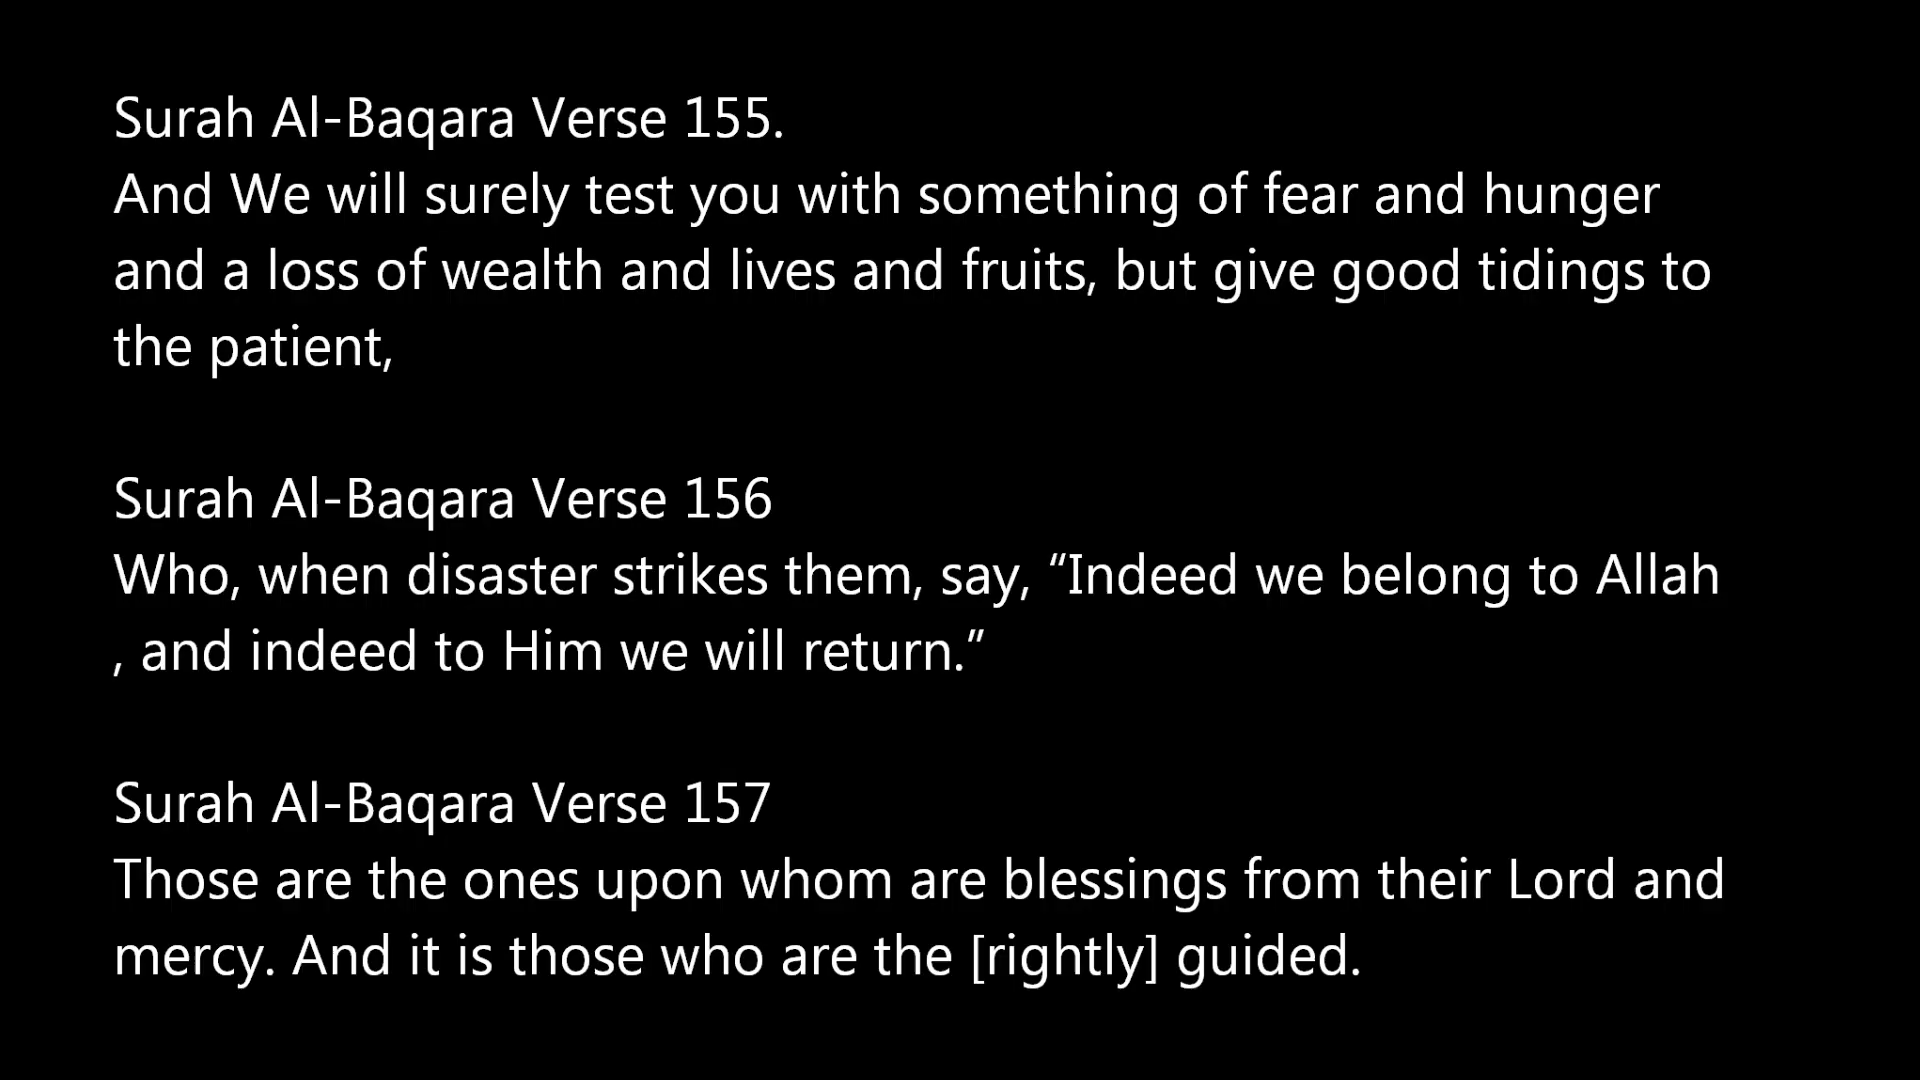 Surah Al-Baqara Verse 155.
And We will surely test you with something of fear and hunger
and a loss of wealth and lives and fruits, but give good tidings to
the patient,
Surah Al-Baqara Verse 156
Who, when disaster strikes them, say, “Indeed we belong to Allah
, and indeed to Him we will return.”
Surah Al-Baqara Verse 157
Those are the ones upon whom are blessings from their Lord and
mercy. And it is those who are the [rightly] guided.